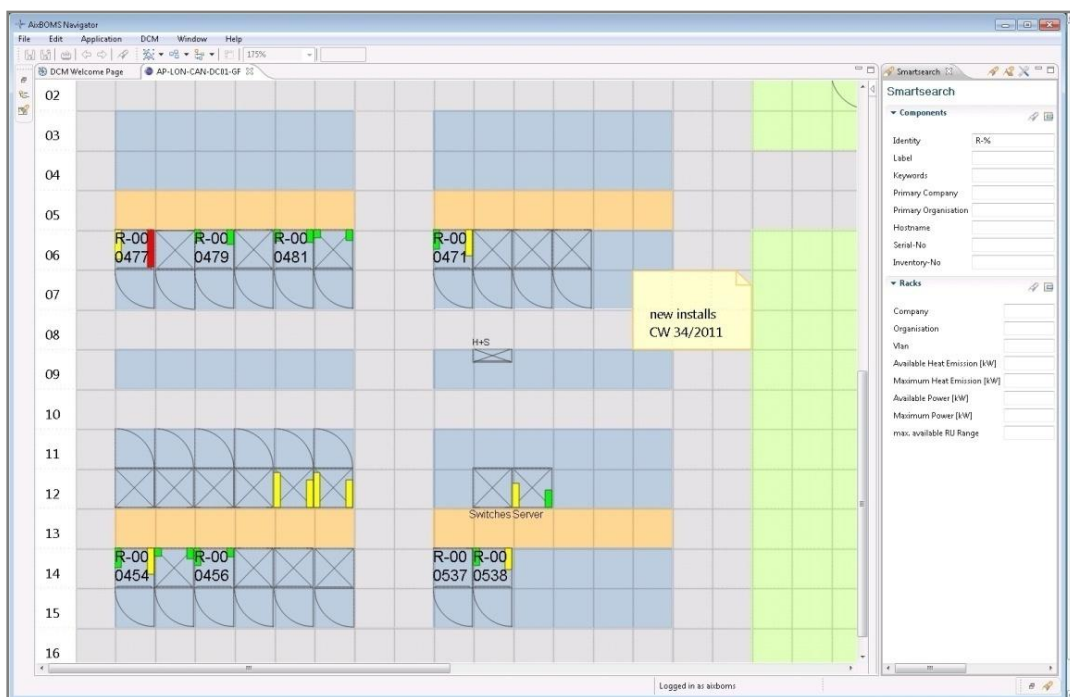 AixBOMS Navigator
File Edit Application DCM Window Help
175%
DCM Welcome Page AP-LON-CAN-DC01-GF
02
03
04
05
R-00 R-00 R-00 R-00
06 0477 0479 0481 0471
07
new installs
CW 34/2011
08
H+S
09
10
11
12
Switches Server
13
R-00 R-00 R-00 R-00
14 0454 0456 0537 0538
15
16
Smartsearch
Smartsearch
Components
Identity R-%
Label
Keywords
Primary Company
Primary Organisation
Hostname
Serial-No
Inventory-No
Racks
Company
Organisation
Vlan
Available Heat Emission [kW]
Maximum Heat Emission [kW]
Available Power [kW]
Maximum Power [kW]
max. available RU Range
Logged in as aixboms